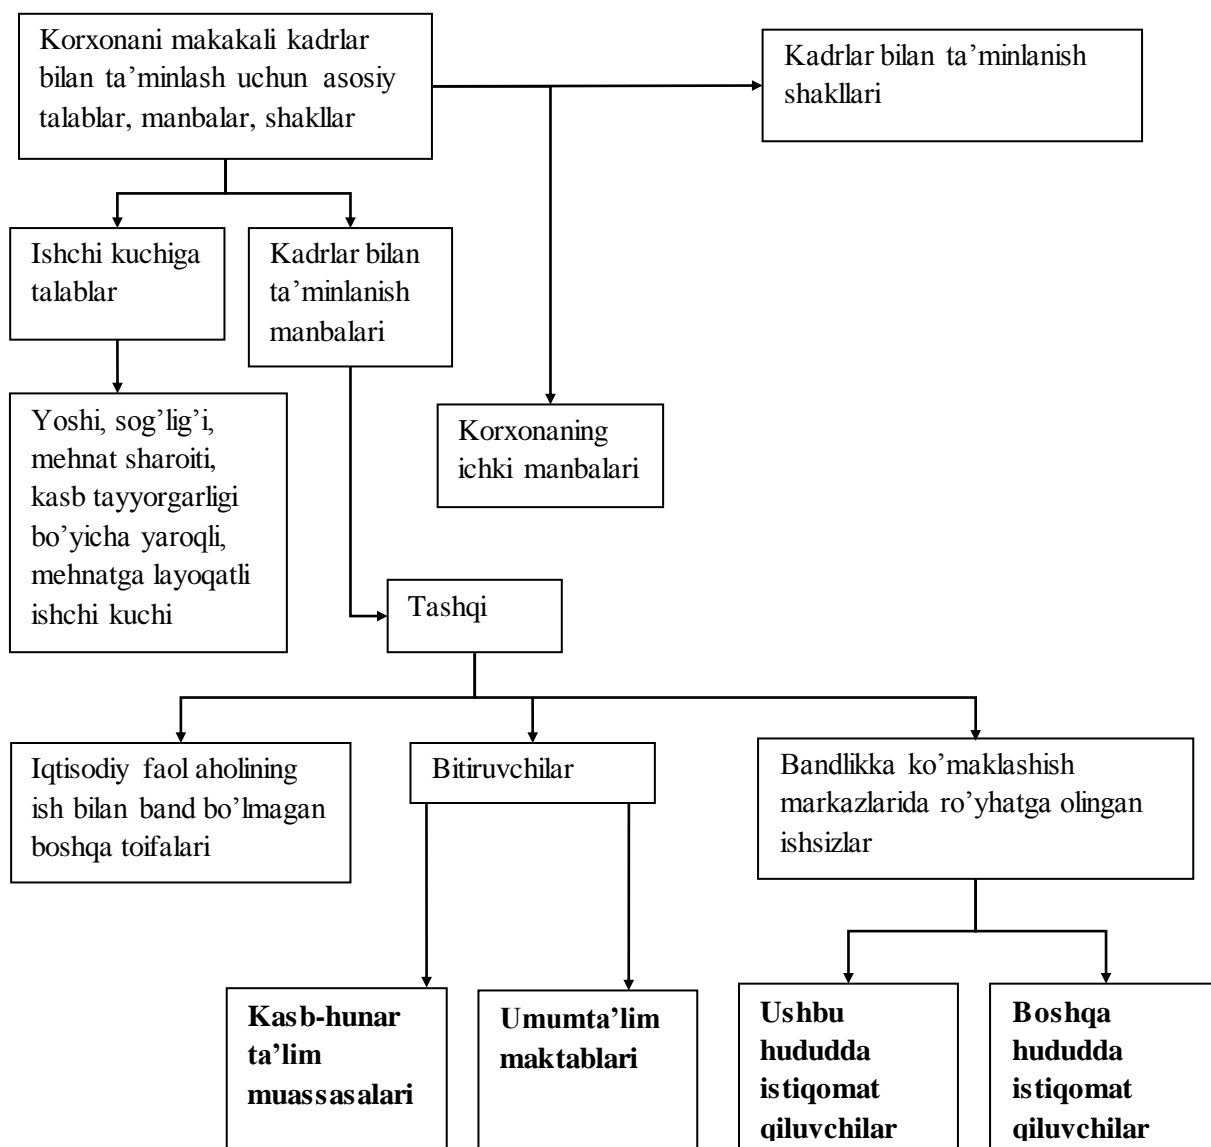 Korxonani makakali kadrlar
bilan ta’minlash uchun asosiy
talablar, manbalar, shakllar
Kadrlar bilan ta’minlanish
shakllari
Ishchi kuchiga
talablar
Kadrlar bilan
ta’minlanish
manbalari
Yoshi, sog’lig’i,
mehnat sharoiti,
kasb tayyorgarligi
bo’yicha yaroqli,
mehnatga layoqatli
ishchi kuchi
Korxonaning
ichki manbalari
Tashqi
Iqtisodiy faol aholining
ish bilan band bo’lmagan
boshqa toifalari
Bitiruvchilar
Bandlikka ko’maklashish
markazlarida ro’yhatga olingan
ishsizlar
Kasb-hunar
ta’lim
muassasalari
Umumta’lim
maktablari
Ushbu
hududda
istiqomat
qiluvchilar
Boshqa
hududda
istiqomat
qiluvchilar